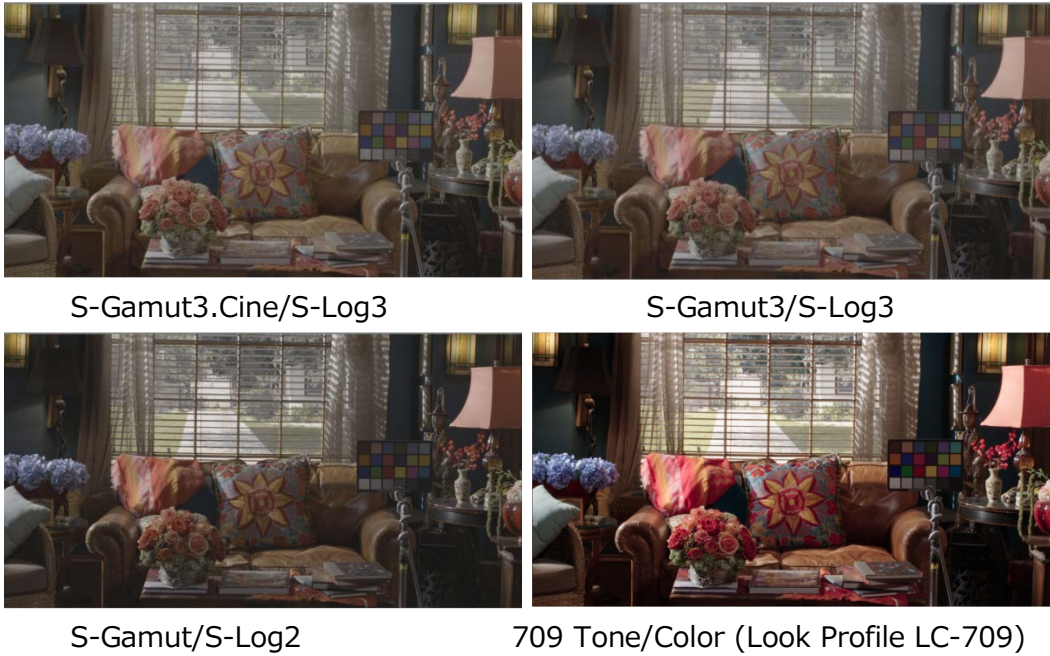 S-Gamut3.Cine/S-Log3
S-Gamut3/S-Log3
S-Gamut/S-Log2
709 Tone/Color (Look Profile LC-709)